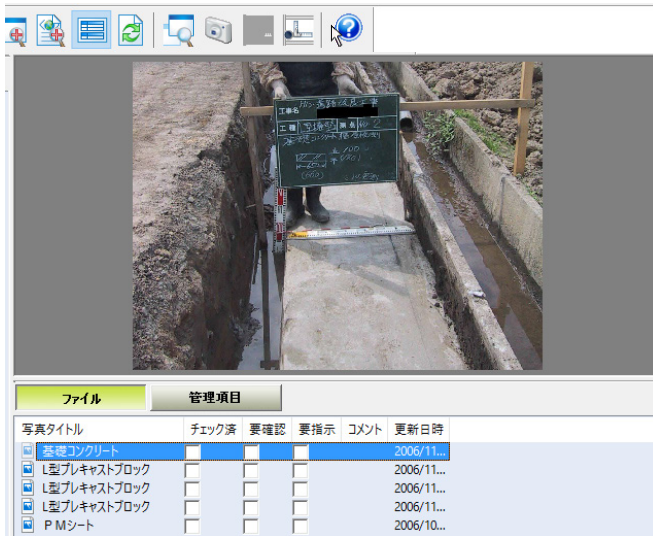 工事名
工種
測点
ファイル 管理項目
写真タイトル チェック済 要確認 要指示 コメント 更新日時
基礎コンクリート 2006/11...
L型プレキャストブロック 2006/11...
L型プレキャストブロック 2006/11...
L型プレキャストブロック 2006/11...
PMシート 2006/10...